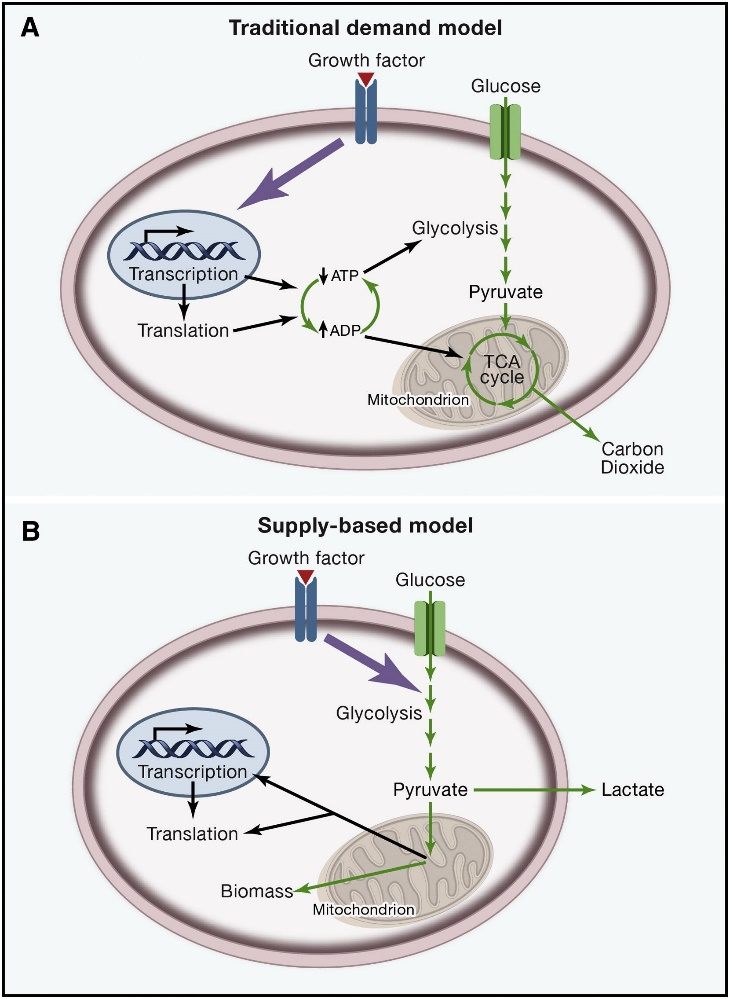 A
Traditional demand model
Growth factor
Glucose
Glycolysis
Transcription
ATP
Pyruvate
Translation
ADP
TCA
cycle
Mitochondrion
Carbon
Dioxide
B
Supply-based model
Growth factor
Glucose
Glycolysis
Transcription
Pyruvate
Lactate
Translation
Biomass
Mitochondrion